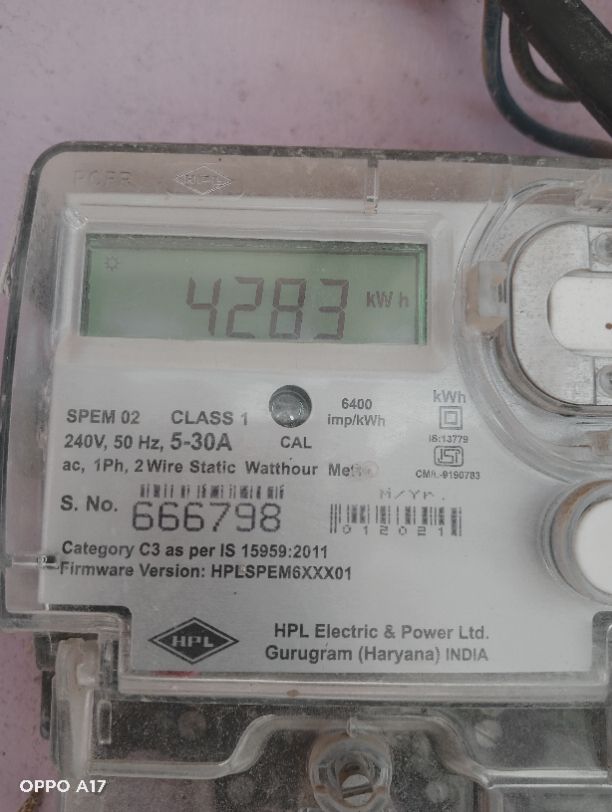 HPL
4283 kWh
SPEM 02 CLASS 1
6400
imp/kWh
kWh
240V, 50 Hz, 5-30A
CAL
IS:13779
ISI
ac, 1Ph, 2 Wire Static Watthour
CM/L-9190783
S. No. 666798
M/Yr.
012021
Category C3 as per IS 15959:2011
Firmware Version: HPLSPEM6XXX01
HPL
HPL Electric & Power Ltd.
Gurugram (Haryana) INDIA
OPPO A17